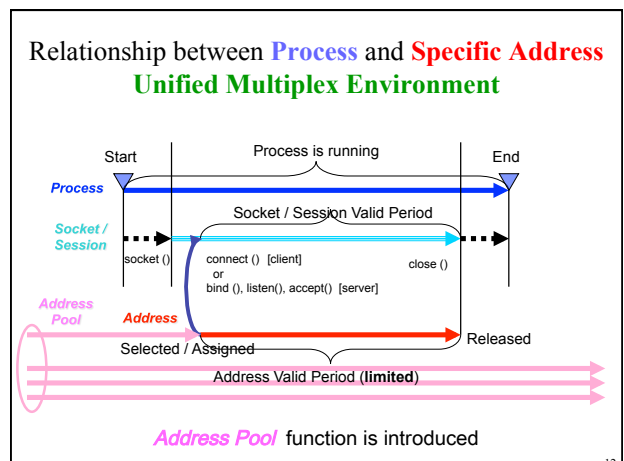 Relationship between Process and Specific Address
Unified Multiplex Environment
Start
Process is running
End
Process
Socket / Session Valid Period
Socket /
Session
socket ()
connect () [client]
or
bind (), listen(), accept() [server]
close ()
Address
Pool
Address
Selected / Assigned
Released
Address Valid Period (limited)
Address Pool function is introduced